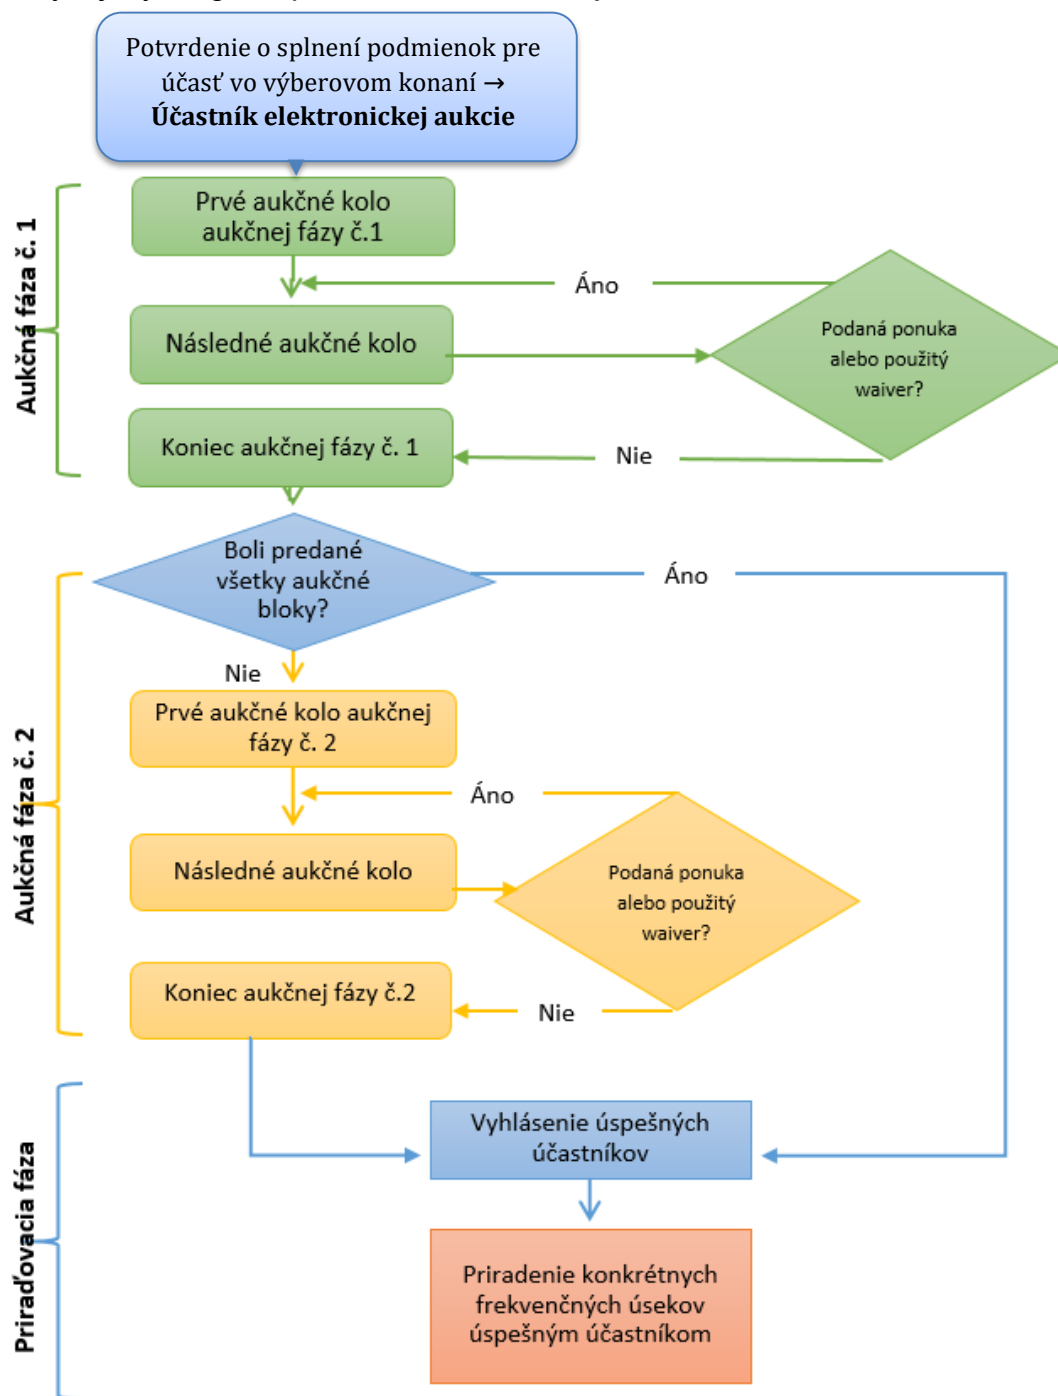 Potvrdenie o splnení podmienok pre
účasť vo výberovom konaní →
Účastník elektronickej aukcie
Aukčná fáza č. 1
Prvé aukčné kolo
aukčnej fázy č.1
Áno
Následné aukčné kolo
Podaná ponuka
alebo použitý
waiver?
Koniec aukčnej fázy č. 1
Nie
Boli predané
všetky aukčné
bloky?
Áno
Nie
Aukčná fáza č. 2
Prvé aukčné kolo aukčnej
fázy č. 2
Áno
Následné aukčné kolo
Podaná ponuka
alebo použitý
waiver?
Koniec aukčnej fázy č.2
Nie
Priraďovacia fáza
Vyhlásenie úspešných
účastníkov
Priradenie konkrétnych
frekvenčných úsekov
úspešným účastníkom